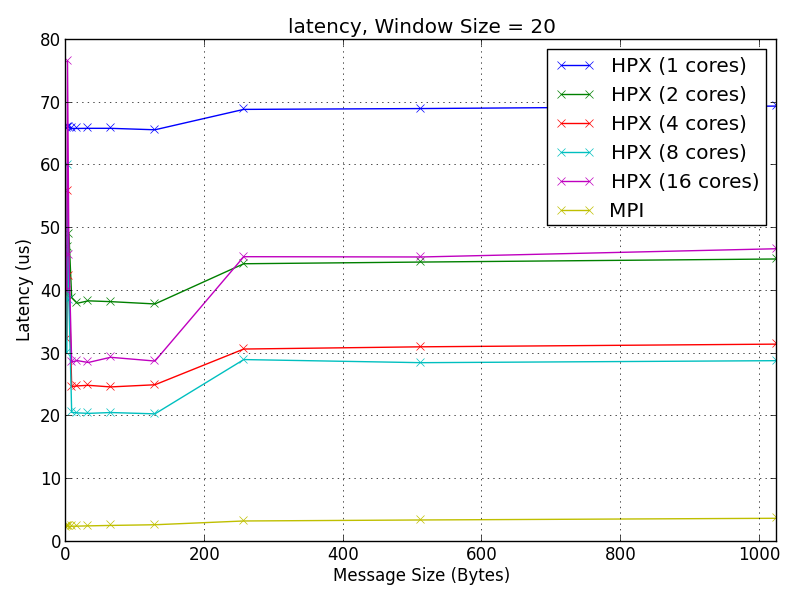 latency, Window Size = 20
80
70
60
50
40
30
20
10
0
Latency (us)
HPX (1 cores)
HPX (2 cores)
HPX (4 cores)
HPX (8 cores)
HPX (16 cores)
MPI
0 200 400 600 800 1000
Message Size (Bytes)